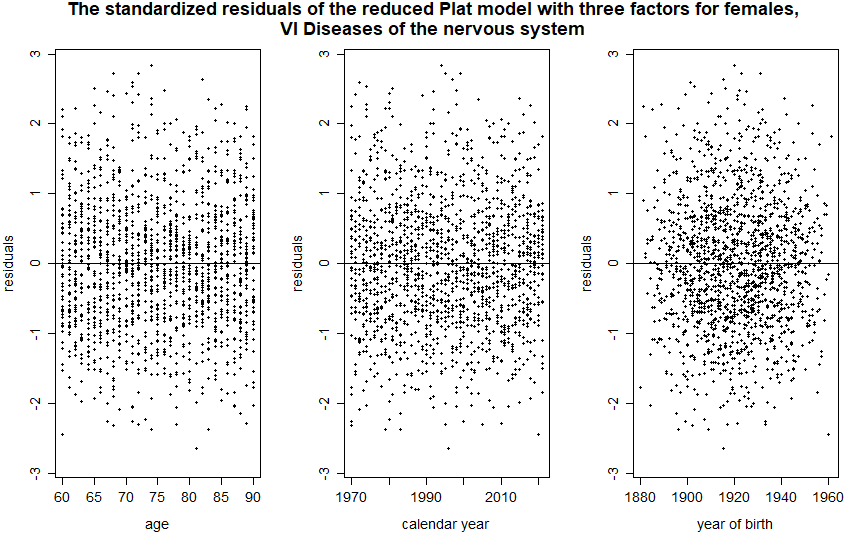 The standardized residuals of the reduced Plat model with three factors for females,
VI Diseases of the nervous system
residuals
3
2
1
0
-1
-2
-3
60 65 70 75 80 85 90
age
residuals
3
2
1
0
-1
-2
-3
1970 1990 2010
calendar year
residuals
3
2
1
0
-1
-2
-3
1880 1900 1920 1940 1960
year of birth